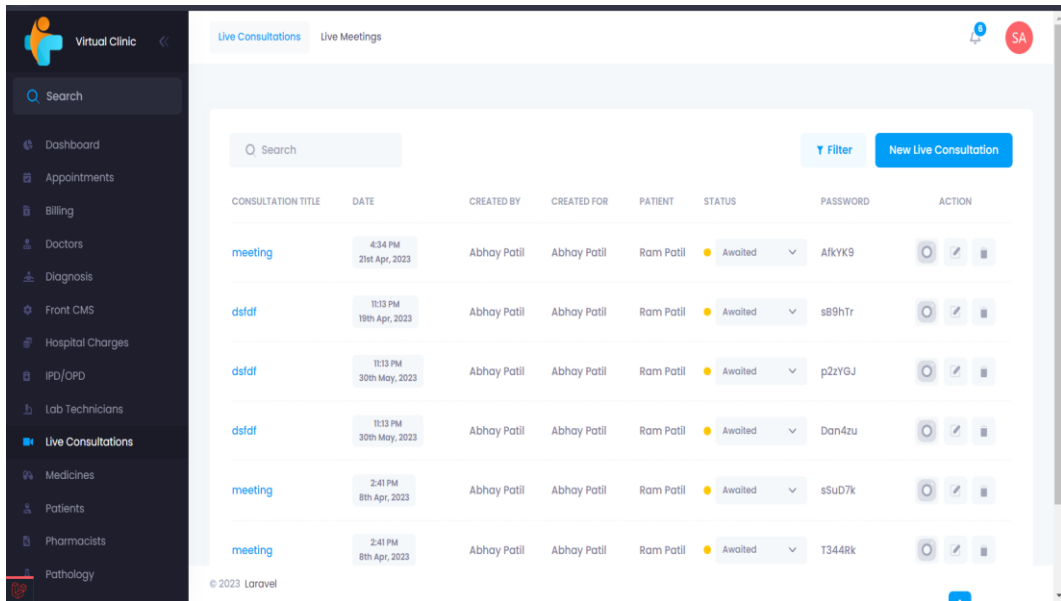 Virtual Clinic
Live Consultations Live Meetings
6
SA
Search
Dashboard
Appointments
Billing
Doctors
Diagnosis
Front CMS
Hospital Charges
IPD/OPD
Lab Technicians
Live Consultations
Medicines
Patients
Pharmacists
Pathology
Search
Filter New Live Consultation
CONSULTATION TITLE DATE CREATED BY CREATED FOR PATIENT STATUS PASSWORD ACTION
meeting 4:34 PM Abhay Patil Abhay Patil Ram Patil Awaited AfkYK9
21st Apr, 2023
dsfdf 11:13 PM Abhay Patil Abhay Patil Ram Patil Awaited sB9hTr
19th Apr, 2023
dsfdf 11:13 PM Abhay Patil Abhay Patil Ram Patil Awaited p2zYGJ
30th May, 2023
dsfdf 11:13 PM Abhay Patil Abhay Patil Ram Patil Awaited Dan4zu
30th May, 2023
meeting 2:41 PM Abhay Patil Abhay Patil Ram Patil Awaited sSuD7k
8th Apr, 2023
meeting 2:41 PM Abhay Patil Abhay Patil Ram Patil Awaited T344Rk
8th Apr, 2023
© 2023 Laravel